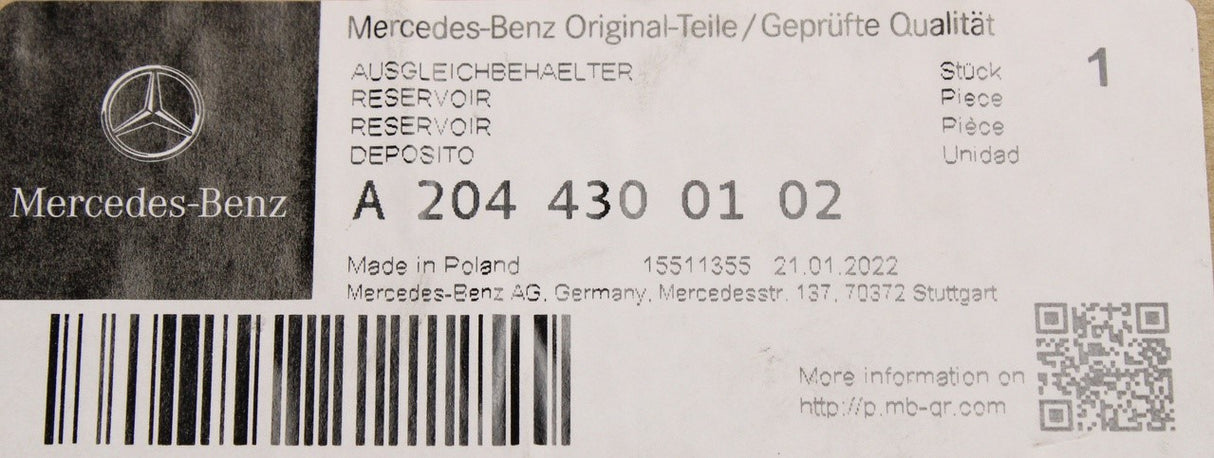 Mercedes-Benz
Mercedes-Benz Original-Teile/Geprüfte Qualität
AUSGLEICHBEHAELTER Stück 1
RESERVOIR Piece
RESERVOIR Pièce
DEPOSITO Unidad
A 204 430 01 02
Made in Poland 15511355 21.01.2022
Mercedes-Benz AG, Germany, Mercedesstr. 137, 70372 Stuttgart
More information on
http://p.mb-qr.com